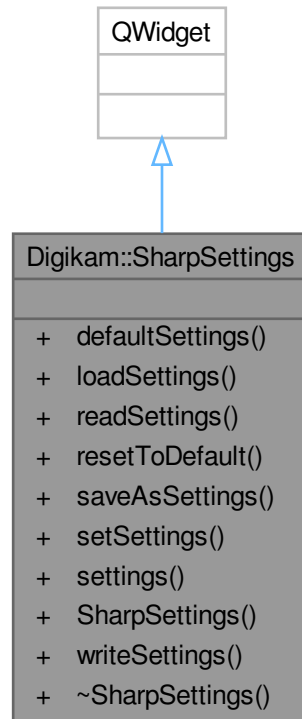 QWidget
Digikam::SharpSettings
+ defaultSettings()
+ loadSettings()
+ readSettings()
+ resetToDefault()
+ saveAsSettings()
+ setSettings()
+ settings()
+ SharpSettings()
+ writeSettings()
+ ~SharpSettings()